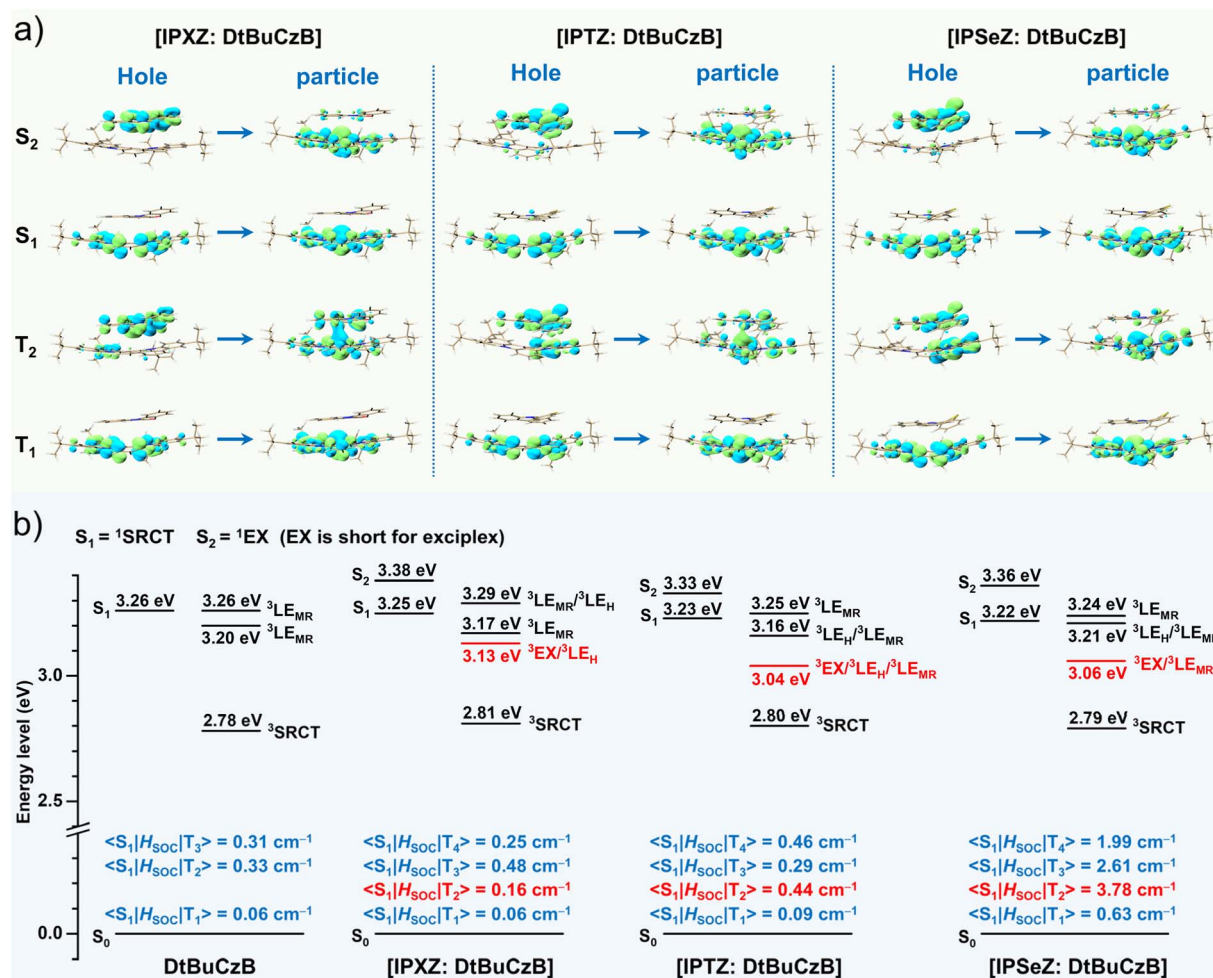 a)
[IPXZ: DtBuCzB] [IPTZ: DtBuCzB] [IPSeZ: DtBuCzB]
Hole particle Hole particle Hole particle
S2
S1
T2
T1
b)
S1 = ¹SRCT S2 = ¹EX (EX is short for exciplex)
Energy level (eV)
3.0
2.5
0.0
S1 3.26 eV
3.26 eV ³LEMR
3.20 eV ³LEMR
2.78 eV ³SRCT
<S1|HSOC|T3> = 0.31 cm⁻¹
<S1|HSOC|T2> = 0.33 cm⁻¹
<S1|HSOC|T1> = 0.06 cm⁻¹
S0
DtBuCzB
S2 3.38 eV
S1 3.25 eV
3.29 eV ³LEMR/³LEH
3.17 eV ³LEMR
3.13 eV ³EX/³LEH
2.81 eV ³SRCT
<S1|HSOC|T4> = 0.25 cm⁻¹
<S1|HSOC|T3> = 0.48 cm⁻¹
<S1|HSOC|T2> = 0.16 cm⁻¹
<S1|HSOC|T1> = 0.06 cm⁻¹
S0
[IPXZ: DtBuCzB]
S2 3.33 eV
S1 3.23 eV
3.25 eV ³LEMR
3.16 eV ³LEH/³LEMR
3.04 eV ³EX/³LEH/³LEMR
2.80 eV ³SRCT
<S1|HSOC|T4> = 0.46 cm⁻¹
<S1|HSOC|T3> = 0.29 cm⁻¹
<S1|HSOC|T2> = 0.44 cm⁻¹
<S1|HSOC|T1> = 0.09 cm⁻¹
S0
[IPTZ: DtBuCzB]
S2 3.36 eV
S1 3.22 eV
3.24 eV ³LEMR
3.21 eV ³LEH/³LEM
3.06 eV ³EX/³LEMR
2.79 eV ³SRCT
<S1|HSOC|T4> = 1.99 cm⁻¹
<S1|HSOC|T3> = 2.61 cm⁻¹
<S1|HSOC|T2> = 3.78 cm⁻¹
<S1|HSOC|T1> = 0.63 cm⁻¹
S0
[IPSeZ: DtBuCzB]